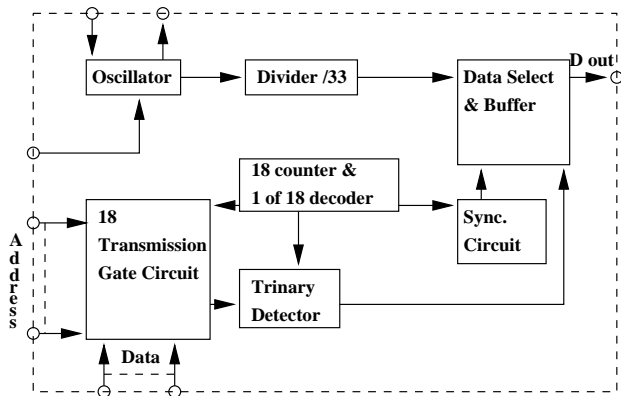 D out
Oscillator
Divider /33
Data Select
& Buffer
18 counter &
1 of 18 decoder
18
Transmission
Gate Circuit
Sync.
Circuit
Address
Trinary
Detector
Data